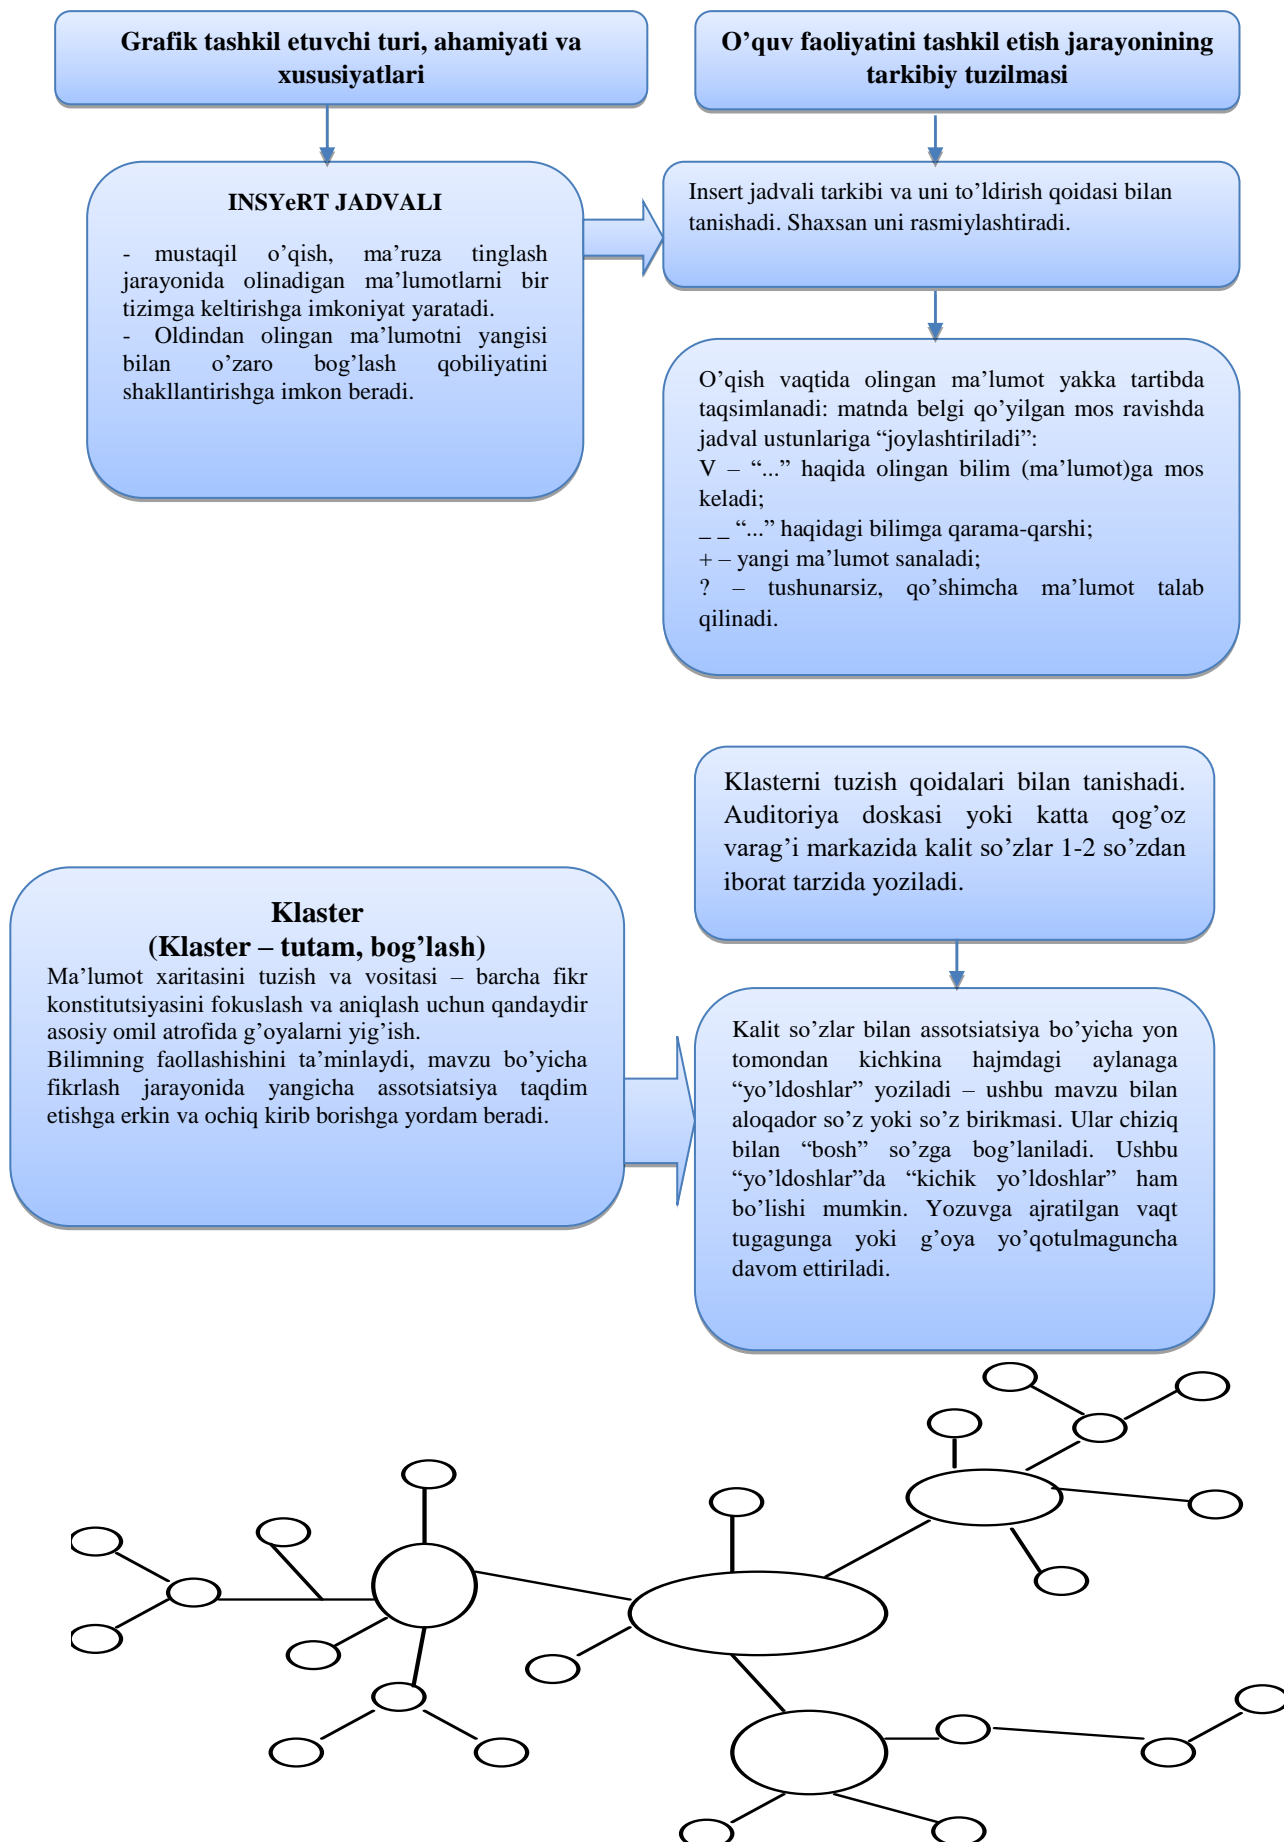 Grafik tashkil etuvchi turi, ahamiyati va
xususiyatlari
O’quv faoliyatini tashkil etish jarayonining
tarkibiy tuzilmasi
INSYeRT JADVALI
- mustaqil o’qish, ma’ruza tinglash
jarayonida olinadigan ma’lumotlarni bir
tizimga keltirishga imkoniyat yaratadi.
- Oldindan olingan ma’lumotni yangisi
bilan o’zaro bog’lash qobiliyatini
shakllantirishga imkon beradi.
Insert jadvali tarkibi va uni to’ldirish qoidasi bilan
tanishadi. Shaxsan uni rasmiylashtiradi.
O’qish vaqtida olingan ma’lumot yakka tartibda
taqsimlanadi: matnda belgi qo’yilgan mos ravishda
jadval ustunlariga “joylashtiriladi”:
V – “...” haqida olingan bilim (ma’lumot)ga mos
keladi;
_ _ “...” haqidagi bilimga qarama-qarshi;
+ – yangi ma’lumot sanaladi;
? – tushunarsiz, qo’shimcha ma’lumot talab
qilinadi.
Klasterni tuzish qoidalari bilan tanishadi.
Auditoriya doskasi yoki katta qog’oz
varag’i markazida kalit so’zlar 1-2 so’zdan
iborat tarzida yoziladi.
Klaster
(Klaster – tutam, bog’lash)
Ma’lumot xaritasini tuzish va vositasi – barcha fikr
konstitutsiyasini fokuslash va aniqlash uchun qandaydir
asosiy omil atrofida g’oyalarni yig’ish.
Bilimning faollashishini ta’minlaydi, mavzu bo’yicha
fikrlash jarayonida yangicha assotsiatsiya taqdim
etishga erkin va ochiq kirib borishga yordam beradi.
Kalit so’zlar bilan assotsiatsiya bo’yicha yon
tomondan kichkina hajmdagi aylanaga
“yo’ldoshlar” yoziladi – ushbu mavzu bilan
aloqador so’z yoki so’z birikmasi. Ular chiziq
bilan “bosh” so’zga bog’laniladi. Ushbu
“yo’ldoshlar”da “kichik yo’ldoshlar” ham
bo’lishi mumkin. Yozuvga ajratilgan vaqt
tugagunga yoki g’oya yo’qotulmaguncha
davom ettiriladi.